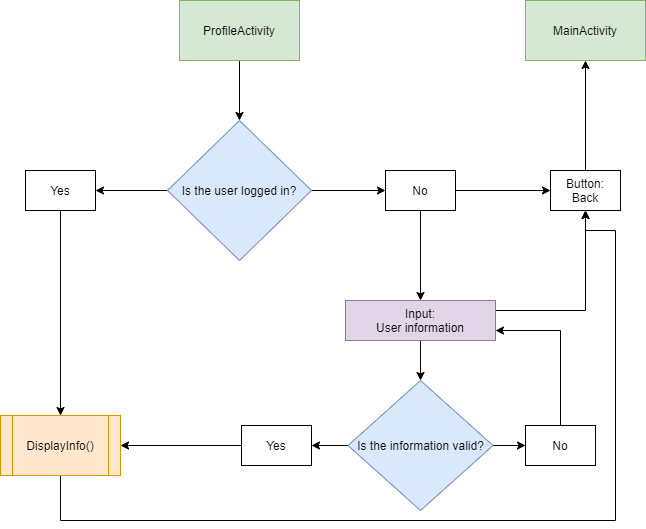 ProfileActivity
MainActivity
Yes
Is the user logged in?
No
Button:
Back
Input:
User information
DisplayInfo()
Yes
Is the information valid?
No